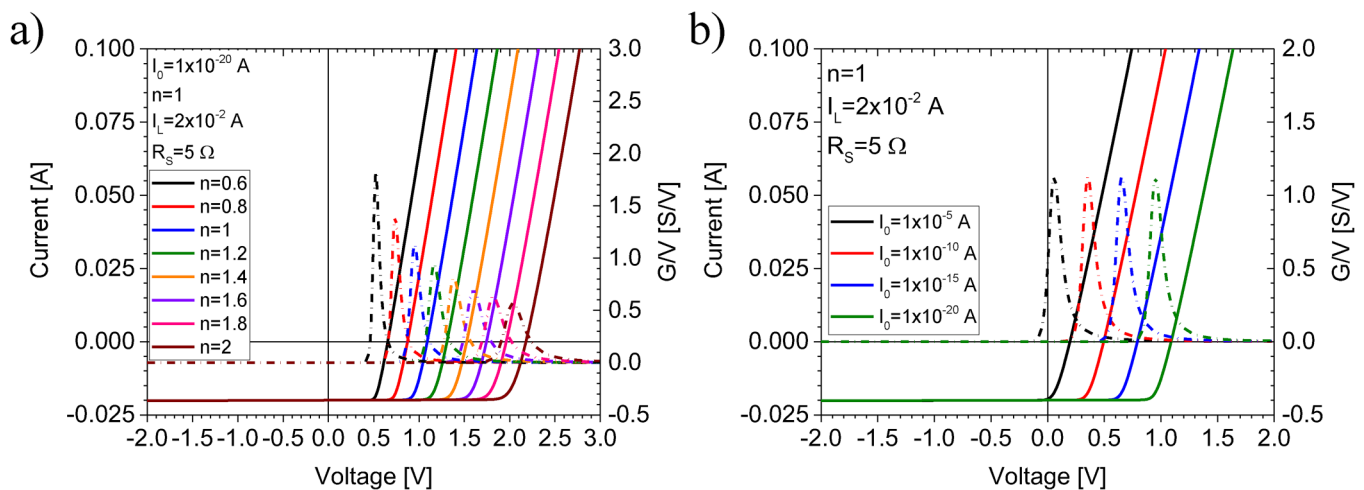 a)
I₀=1x10⁻²⁰ A
n=1
I_L=2x10⁻² A
R_S=5 Ω
n=0.6
n=0.8
n=1
n=1.2
n=1.4
n=1.6
n=1.8
n=2
Current [A]
0.100
0.075
0.050
0.025
0.000
-0.025
3.0
2.5
2.0
1.5
1.0
0.5
0.0
-0.5
G/V [S/V]
-2.0 -1.5 -1.0 -0.5 0.0 0.5 1.0 1.5 2.0 2.5 3.0
Voltage [V]
b)
n=1
I_L=2x10⁻² A
R_S=5 Ω
I₀=1x10⁻⁵ A
I₀=1x10⁻¹⁰ A
I₀=1x10⁻¹⁵ A
I₀=1x10⁻²⁰ A
Current [A]
0.100
0.075
0.050
0.025
0.000
-0.025
2.0
1.5
1.0
0.5
0.0
-0.5
G/V [S/V]
-2.0 -1.5 -1.0 -0.5 0.0 0.5 1.0 1.5 2.0
Voltage [V]